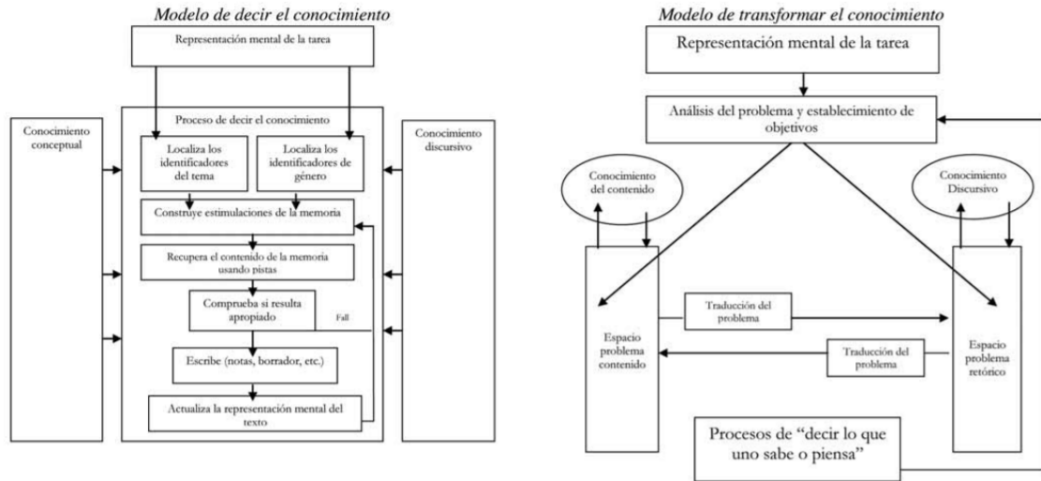 Modelo de decir el conocimiento
Representación mental de la tarea
Proceso de decir el conocimiento
Conocimiento
conceptual
Conocimiento
discursivo
Localiza los
identificadores
del tema
Localiza los
identificadores de
género
Construye estimulaciones de la memoria
Recupera el contenido de la memoria
usando pistas
Comprueba si resulta
apropiado
Fall
Escribe (notas, borrador, etc.)
Actualiza la representación mental del
texto
Modelo de transformar el conocimiento
Representación mental de la tarea
Análisis del problema y establecimiento de
objetivos
Conocimiento
del contenido
Conocimiento
Discursivo
Traducción del
problema
Traducción del
problema
Espacio
problema
contenido
Espacio
problema
retórico
Procesos de “decir lo que
uno sabe o piensa”